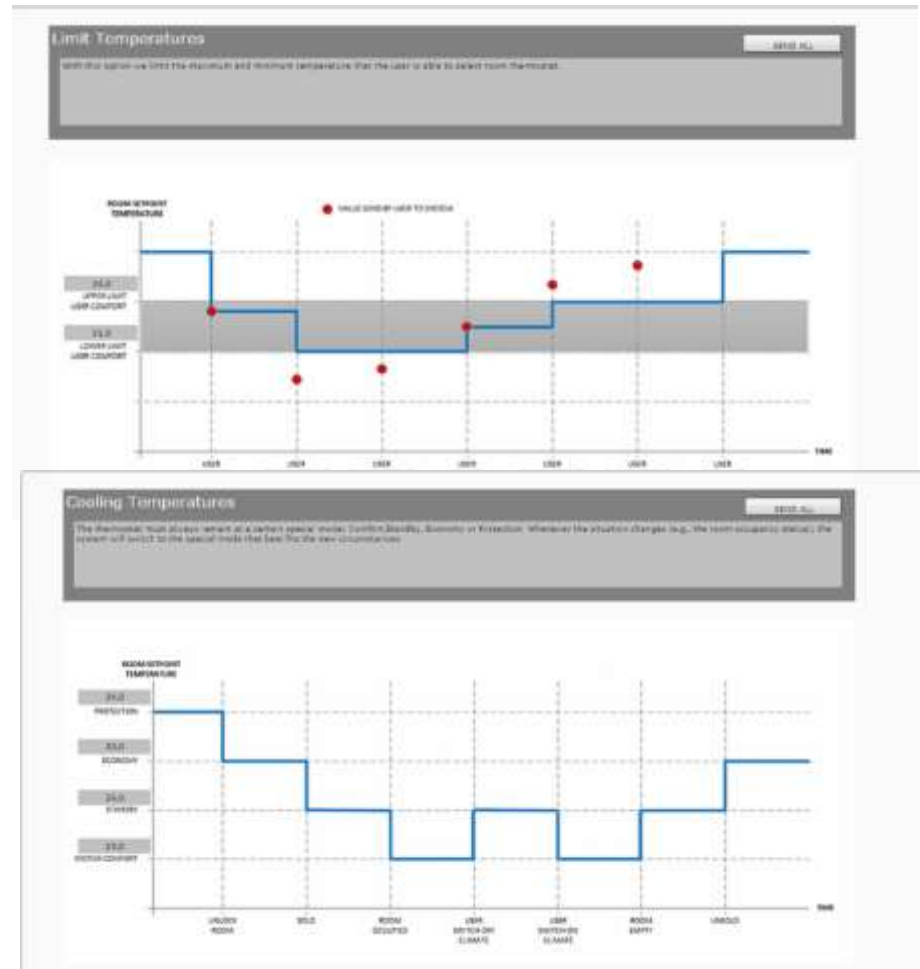 Limit Temperatures
SEND ALL
With this option we limit the maximum and minimum temperature that the user is able to select room thermostat.
ROOM SETPOINT
TEMPERATURE
VALUE SEND BY USER TO SYSTEM
UPPER LIMIT
USER COMFORT
LOWER LIMIT
USER COMFORT
TIME
USER USER USER USER USER USER USER
Cooling Temperatures
SEND ALL
The thermostat must always remain at a certain special mode: Comfort, Standby, Economy or Protection. Whenever the situation changes (e.g., the room occupancy status), the
system will switch to the special mode that best fits the new circumstances
ROOM SETPOINT
TEMPERATURE
PROTECTION
ECONOMY
STANDBY
COMFORT
TIME
UNLOCK
ROOM
SOLD
ROOM
OCCUPIED
USER
SWITCH OFF
CLIMATE
USER
SWITCH ON
CLIMATE
ROOM
EMPTY
UNSOLD